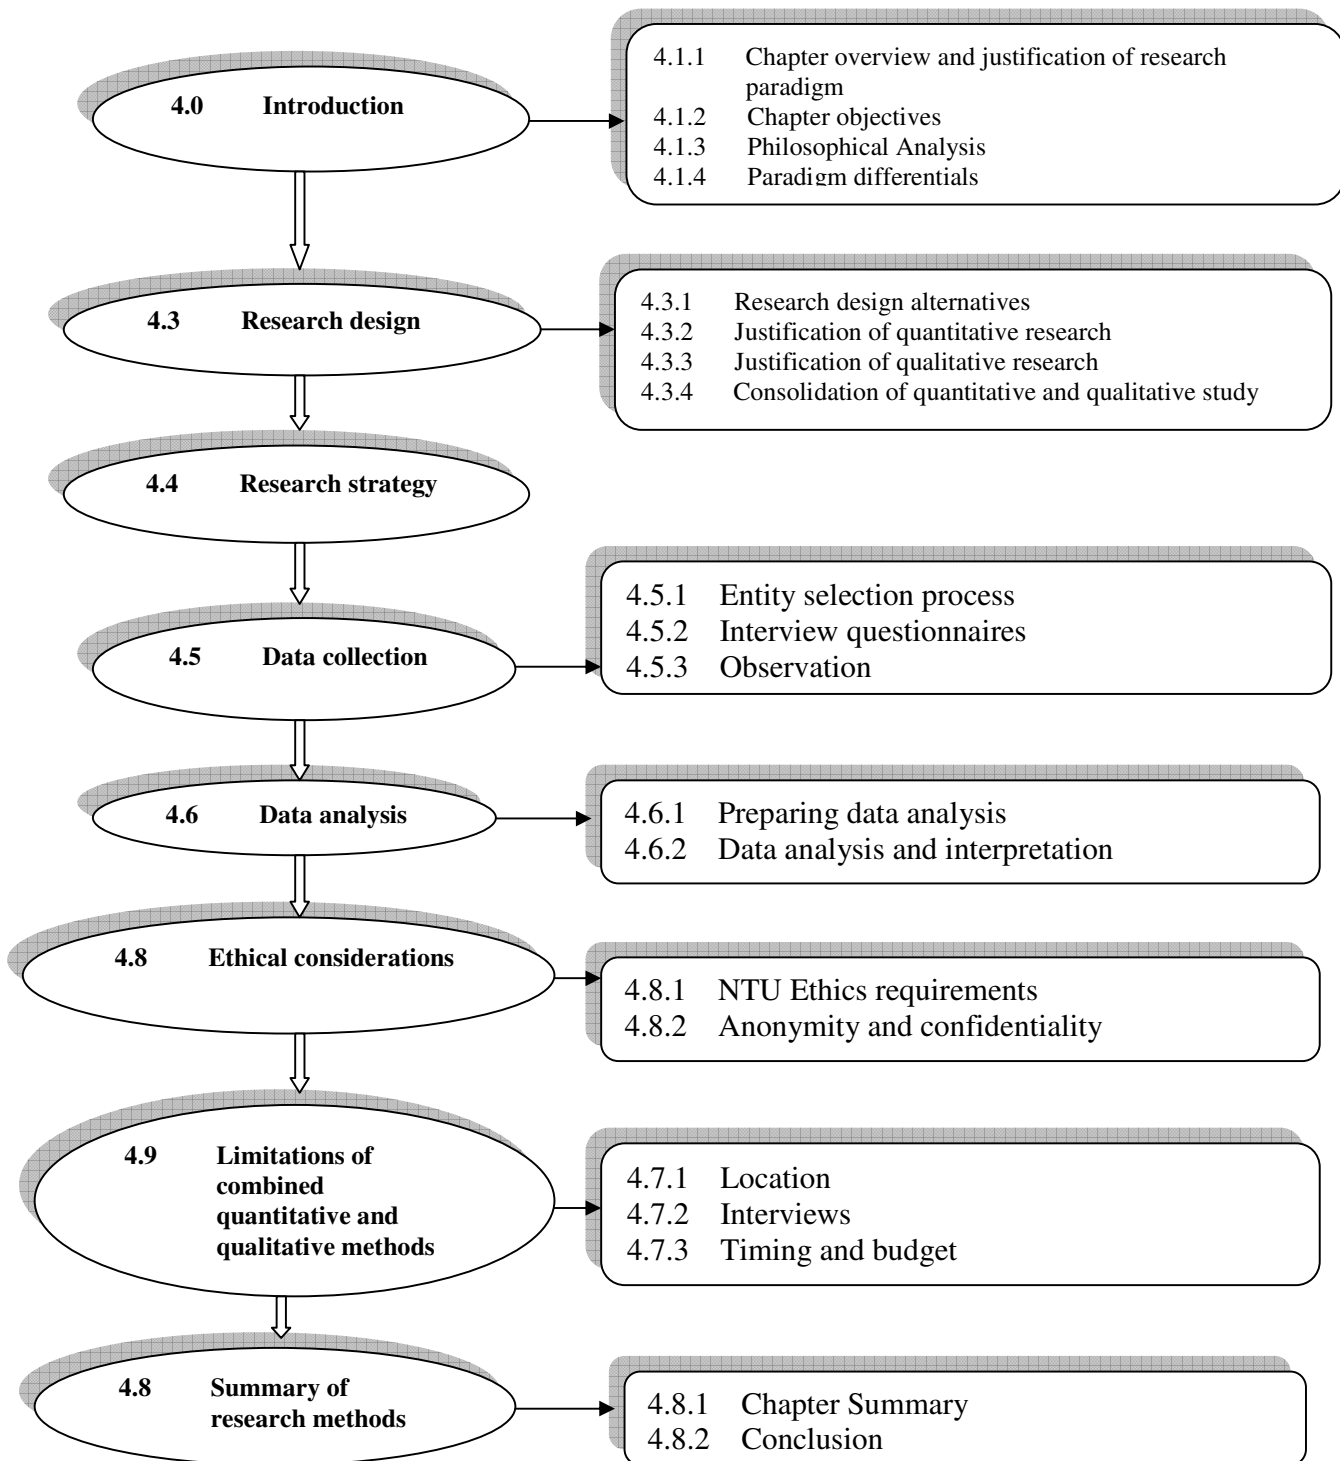 4.0 Introduction
4.1.1 Chapter overview and justification of research
paradigm
4.1.2 Chapter objectives
4.1.3 Philosophical Analysis
4.1.4 Paradigm differentials
4.3 Research design
4.3.1 Research design alternatives
4.3.2 Justification of quantitative research
4.3.3 Justification of qualitative research
4.3.4 Consolidation of quantitative and qualitative study
4.4 Research strategy
4.5 Data collection
4.5.1 Entity selection process
4.5.2 Interview questionnaires
4.5.3 Observation
4.6 Data analysis
4.6.1 Preparing data analysis
4.6.2 Data analysis and interpretation
4.8 Ethical considerations
4.8.1 NTU Ethics requirements
4.8.2 Anonymity and confidentiality
4.9 Limitations of
combined
quantitative and
qualitative methods
4.7.1 Location
4.7.2 Interviews
4.7.3 Timing and budget
4.8 Summary of
research methods
4.8.1 Chapter Summary
4.8.2 Conclusion